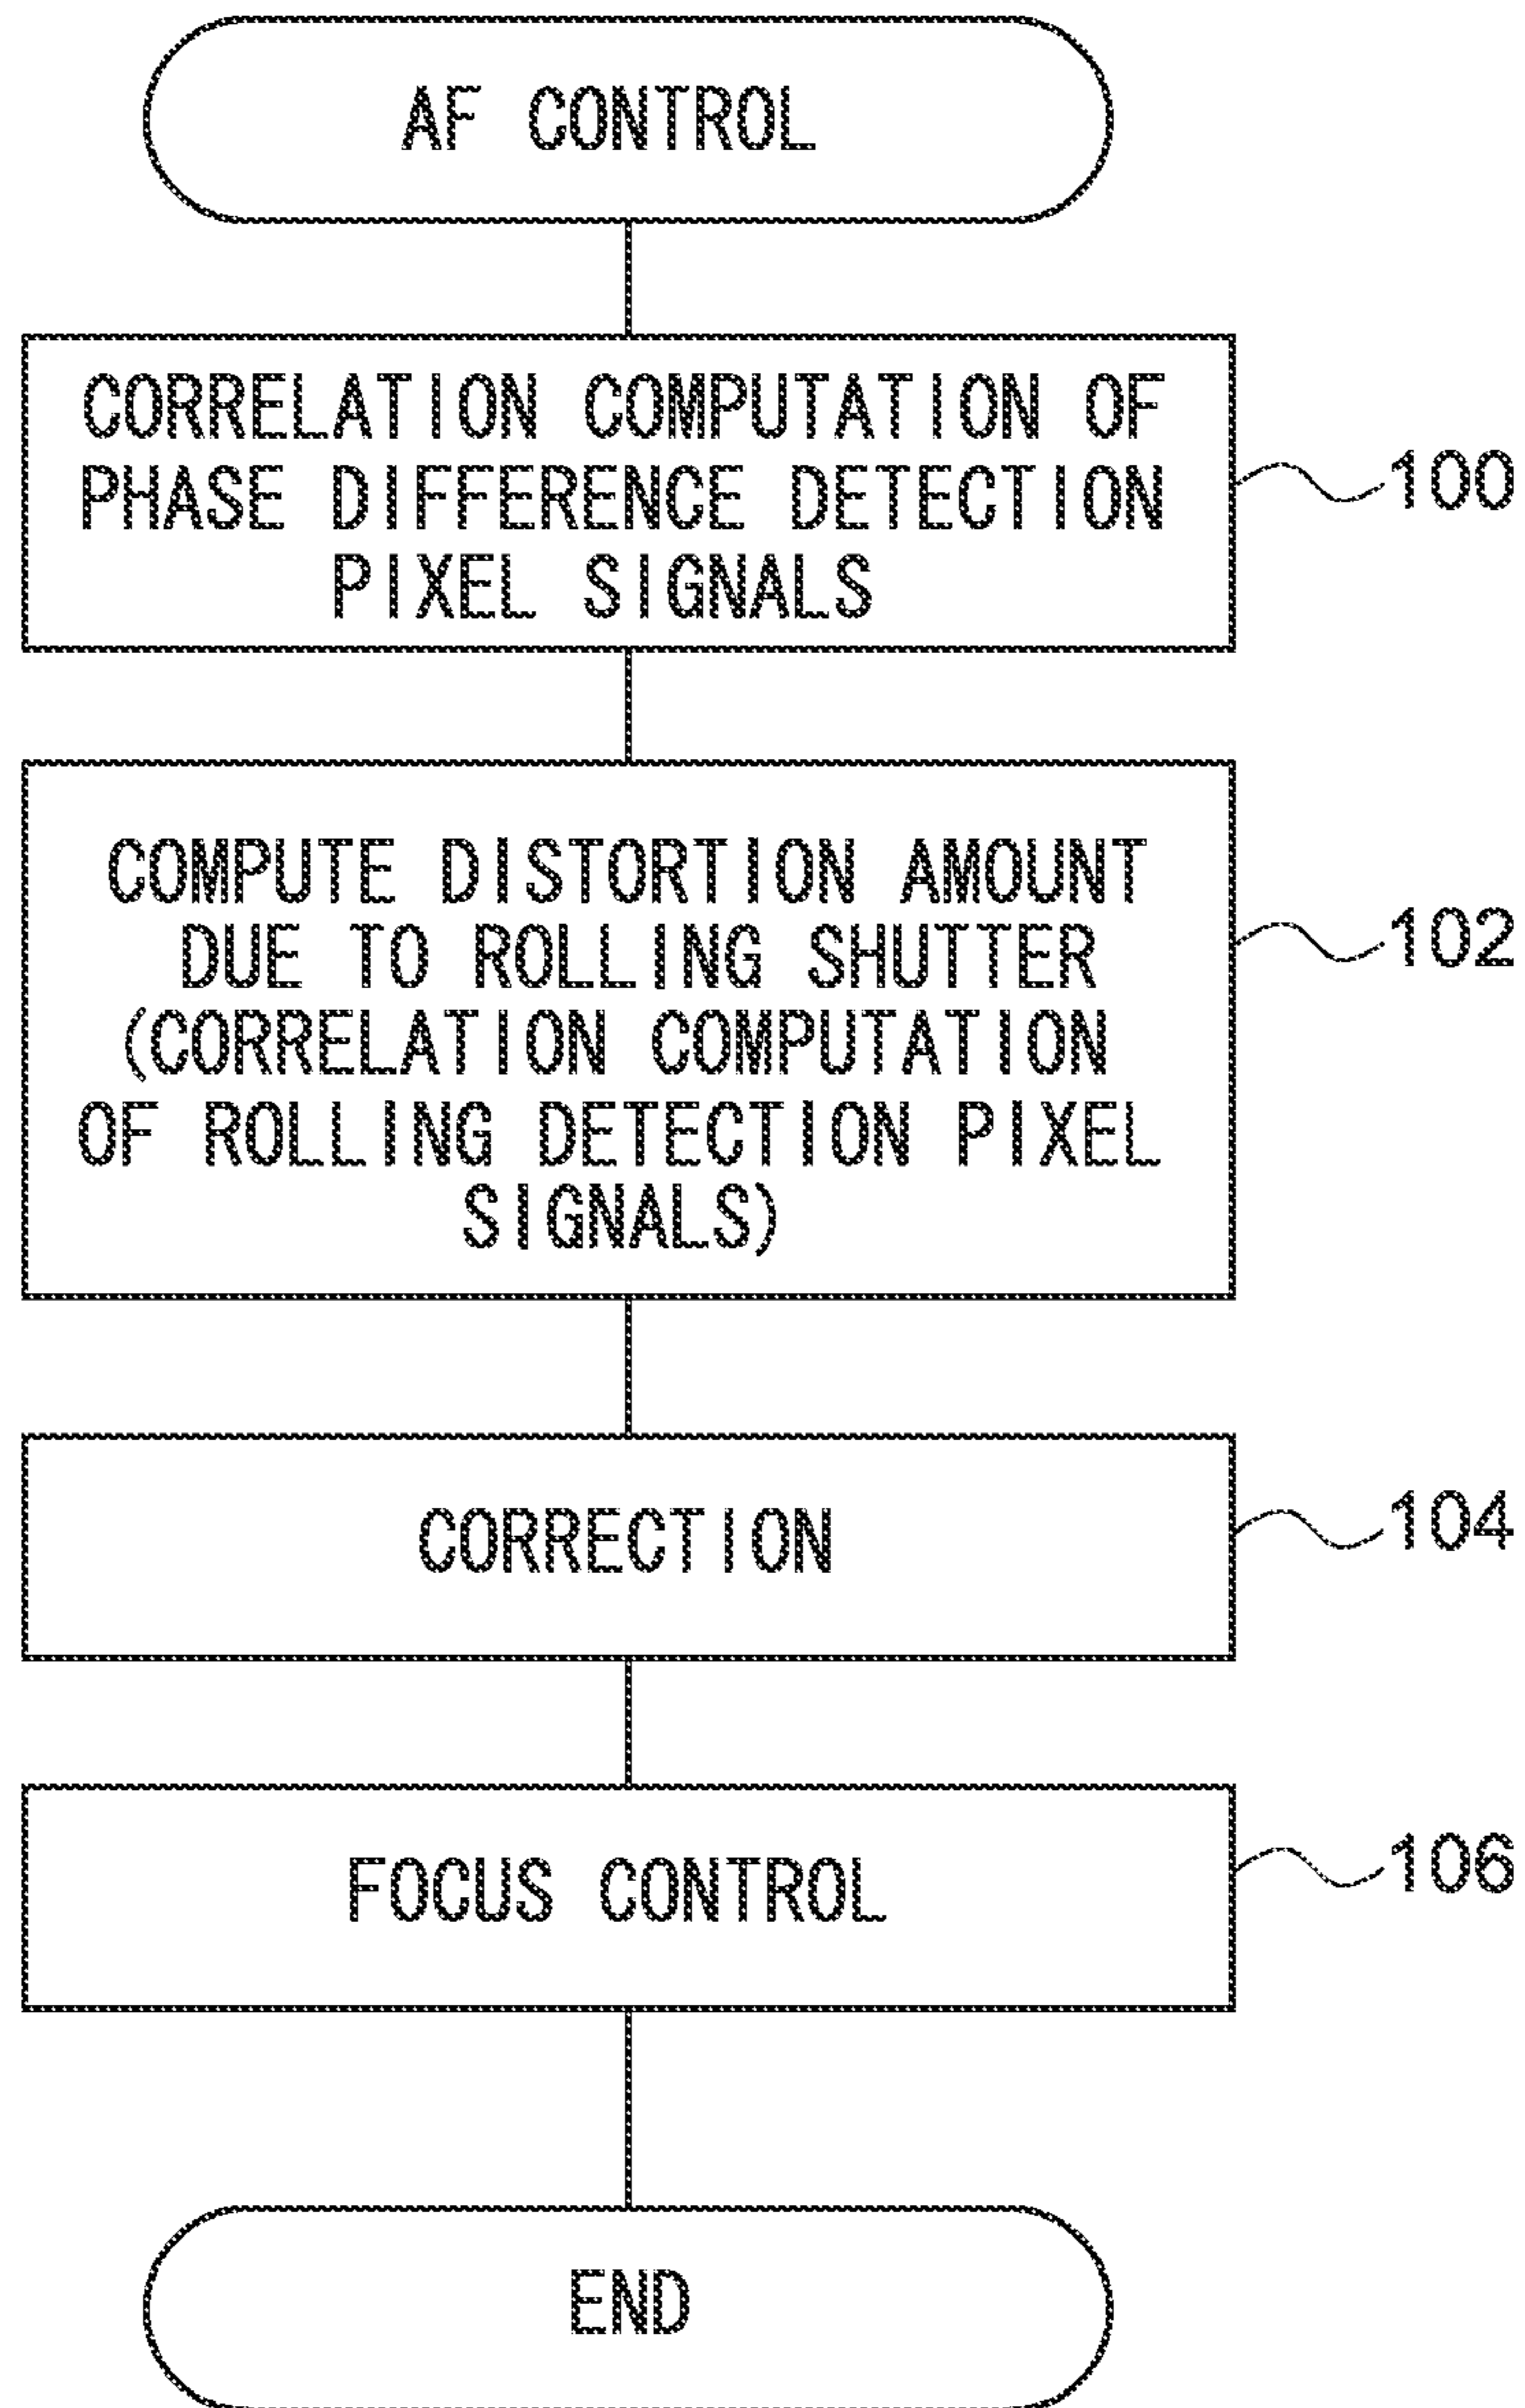 AF CONTROL
CORRELATION COMPUTATION OF
PHASE DIFFERENCE DETECTION
PIXEL SIGNALS
100
COMPUTE DISTORTION AMOUNT
DUE TO ROLLING SHUTTER
(CORRELATION COMPUTATION
OF ROLLING DETECTION PIXEL
SIGNALS)
102
CORRECTION
104
FOCUS CONTROL
106
END